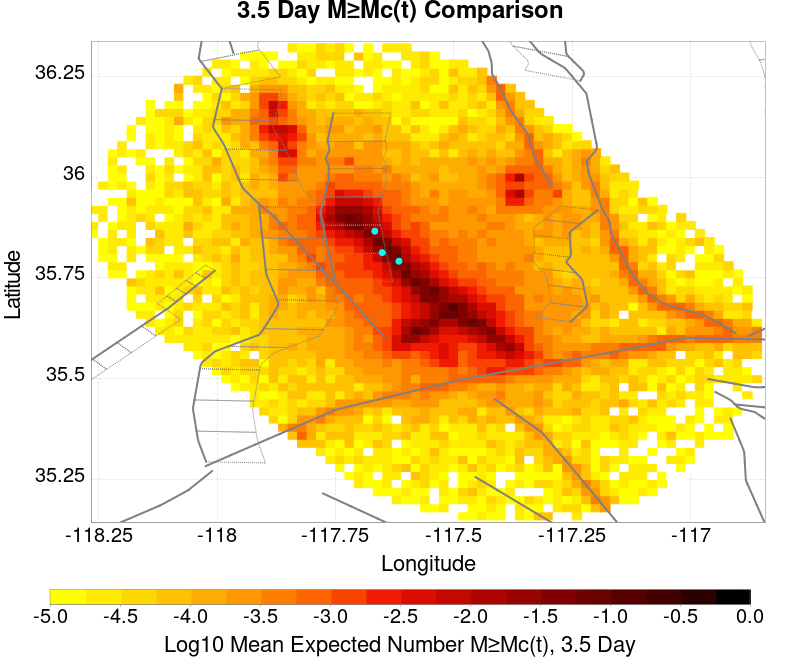 3.5 Day M≥Mc(t) Comparison
36.25
36
35.75
35.5
35.25
Latitude
-118.25 -118 -117.75 -117.5 -117.25 -117
Longitude
-5.0 -4.5 -4.0 -3.5 -3.0 -2.5 -2.0 -1.5 -1.0 -0.5 0.0
Log10 Mean Expected Number M≥Mc(t), 3.5 Day